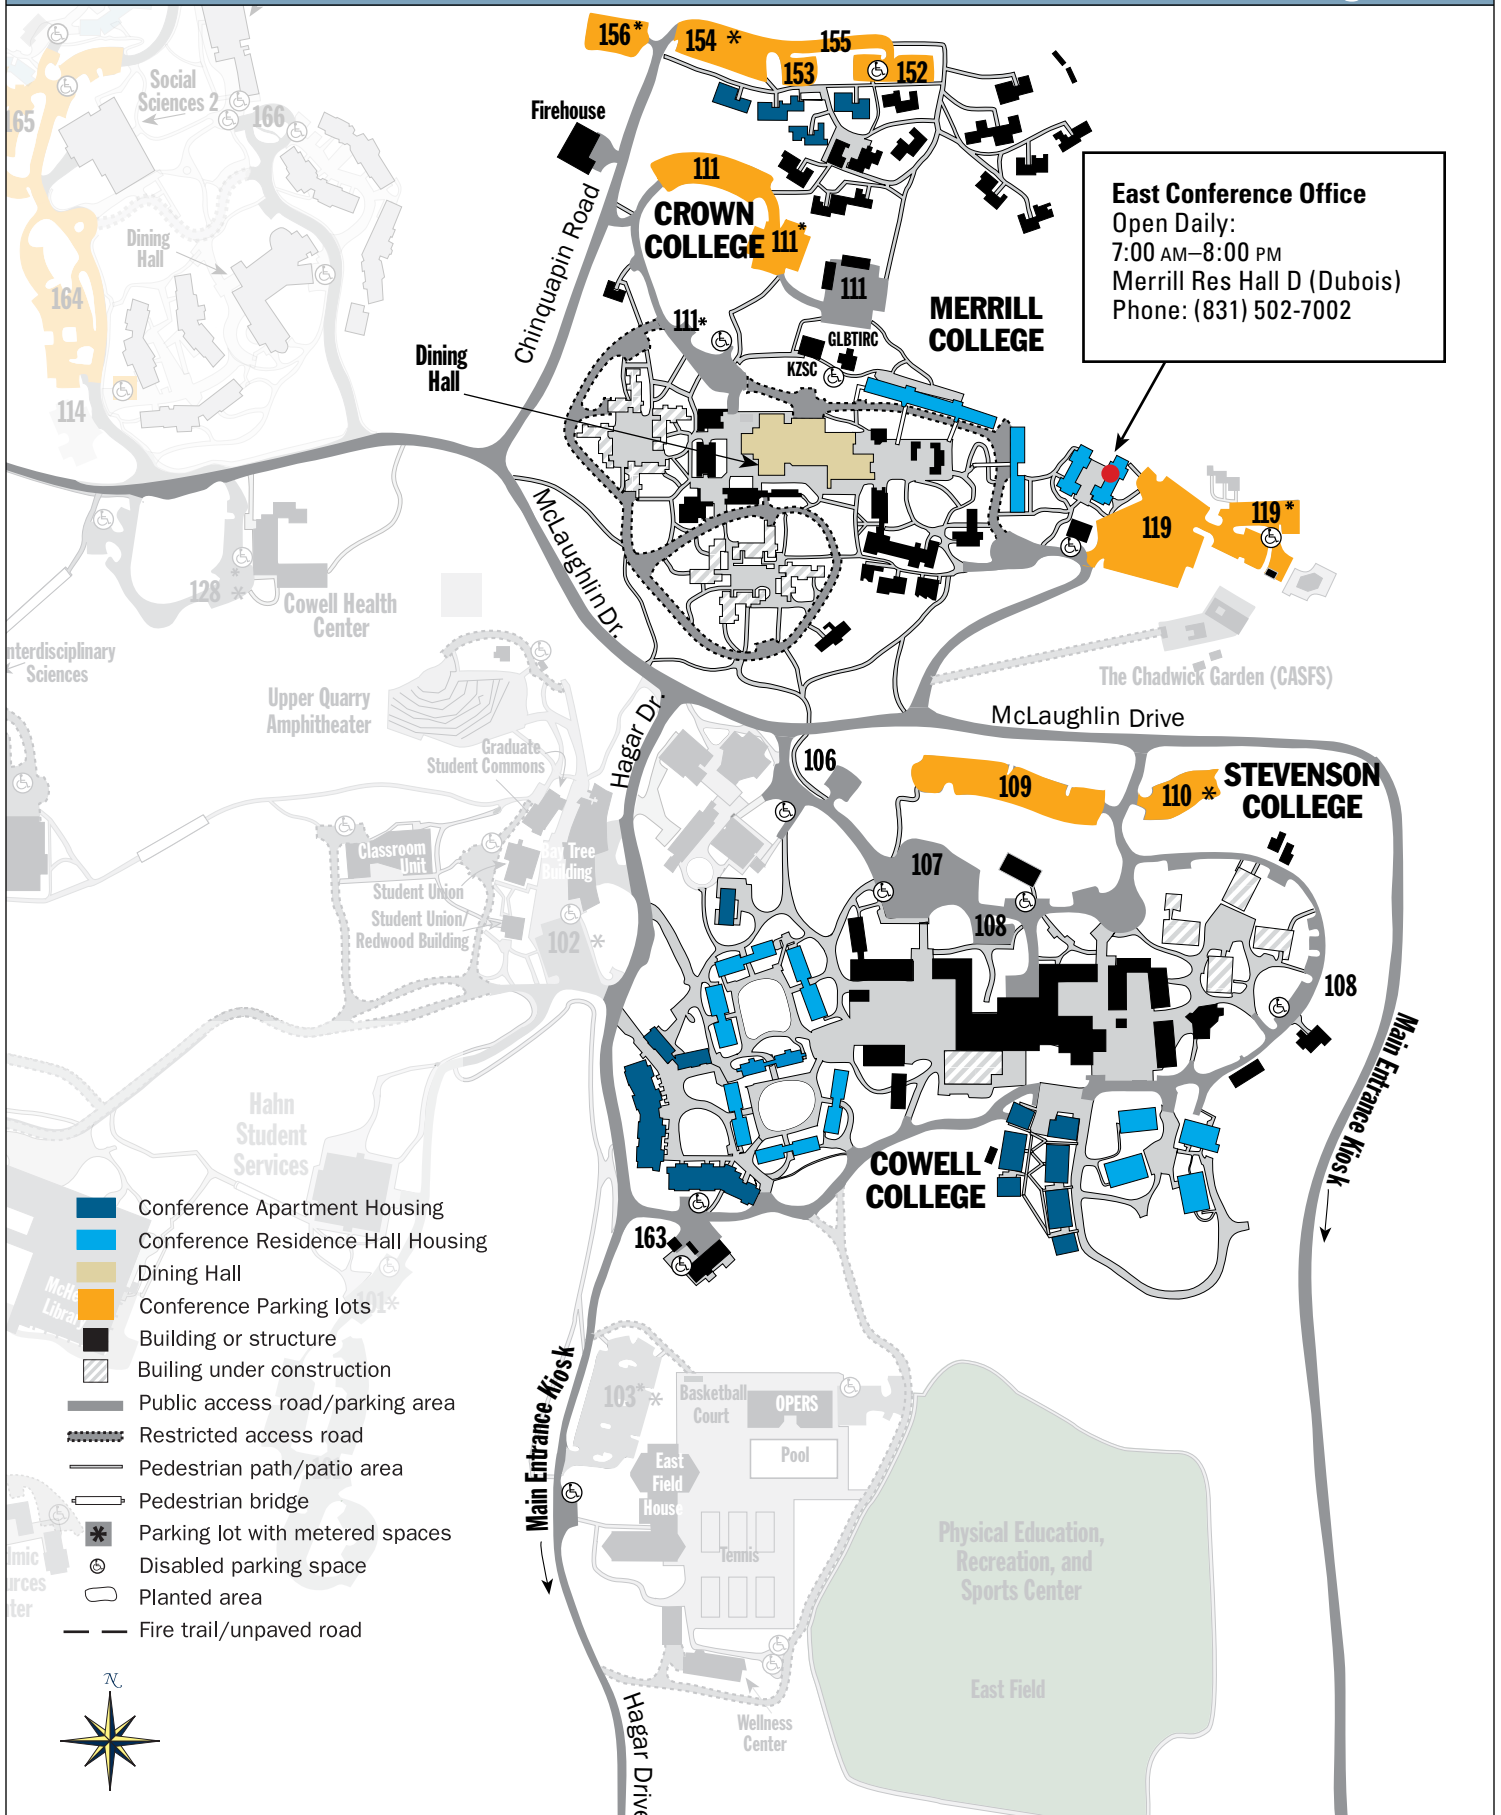 156*
154 *
155
153
152
Social
Sciences 2
165
166
Firehouse
111
CROWN
COLLEGE
111*
East Conference Office
Open Daily:
7:00 AM–8:00 PM
Merrill Res Hall D (Dubois)
Phone: (831) 502-7002
Chinquapin Road
Dining
Hall
164
111
MERRILL
COLLEGE
111*
GLBTIRC
KZSC
Dining
Hall
114
119
119*
McLaughlin Dr.
128 *
Cowell Health
Center
nterdisciplinary
Sciences
The Chadwick Garden (CASFS)
Upper Quarry
Amphitheater
Hagar Dr.
McLaughlin Drive
Graduate
Student Commons
106
109
110 *
STEVENSON
COLLEGE
Classroom
Unit
Bay Tree
Building
107
Student Union
Student Union/
Redwood Building
102 *
108
108
Main Entrance Kiosk
Hahn
Student
Services
COWELL
COLLEGE
163
Conference Apartment Housing
Conference Residence Hall Housing
Dining Hall
Conference Parking lots
Building or structure
Builing under construction
Public access road/parking area
Restricted access road
Pedestrian path/patio area
Pedestrian bridge
Parking lot with metered spaces
Disabled parking space
Planted area
Fire trail/unpaved road
McHe
Library
101*
Main Entrance Kiosk
103* *
Basketball
Court
OPERS
Pool
East
Field
House
Tennis
Physical Education,
Recreation, and
Sports Center
East Field
Wellness
Center
Hagar Drive
N